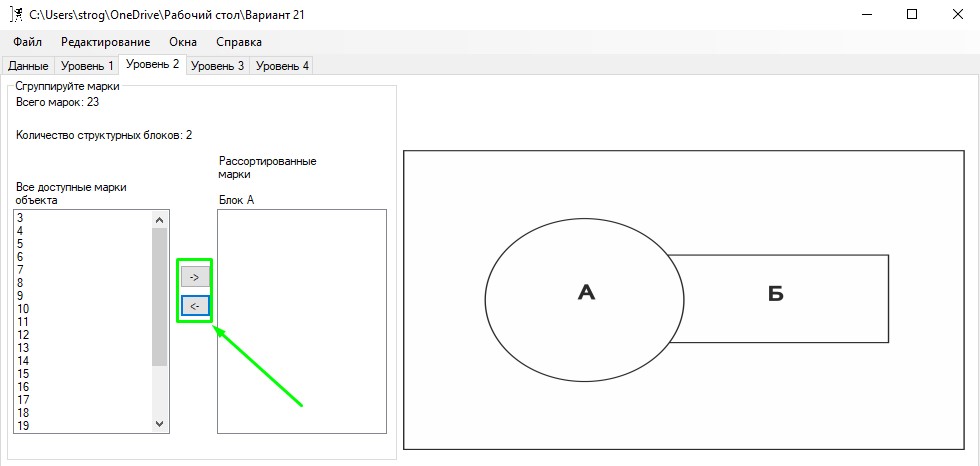 C:\Users\strog\OneDrive\Рабочий стол\Вариант 21
Файл Редактирование Окна Справка
Данные Уровень 1 Уровень 2 Уровень 3 Уровень 4
Сгруппируйте марки
Всего марок: 23
Количество структурных блоков: 2
Рассортированные
марки
Все доступные марки
объекта
Блок А
3
4
5
6
7
8
9
10
11
12
13
14
15
16
17
18
19
->
<-
А
Б